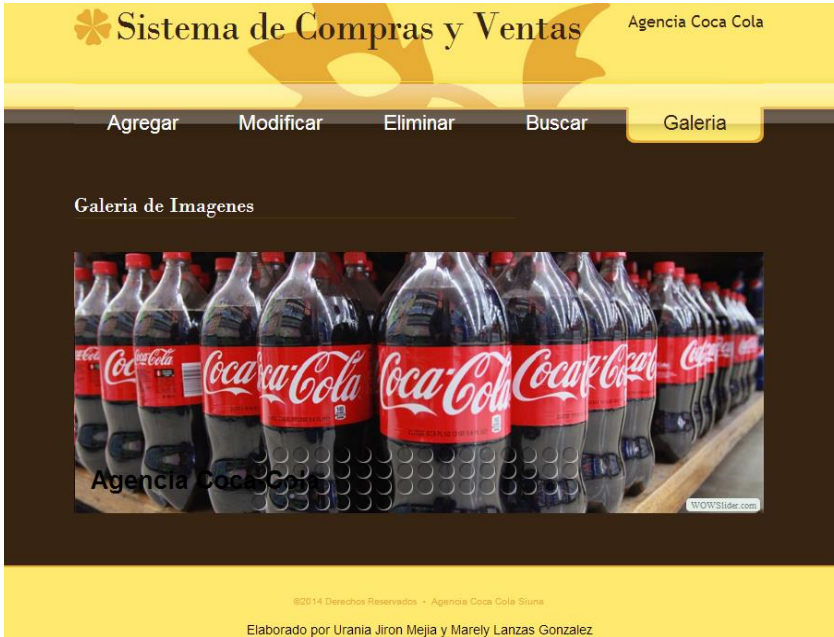 Sistema de Compras y Ventas
Agencia Coca Cola
Agregar Modificar Eliminar Buscar Galeria
Galeria de Imagenes
Coca-Cola Coca-Cola Coca-Cola Coca-Cola
Agencia Coca Cola
WOWSlider.com
©2014 Derechos Reservados • Agencia Coca Cola Siuna
Elaborado por Urania Jiron Mejia y Marely Lanzas Gonzalez